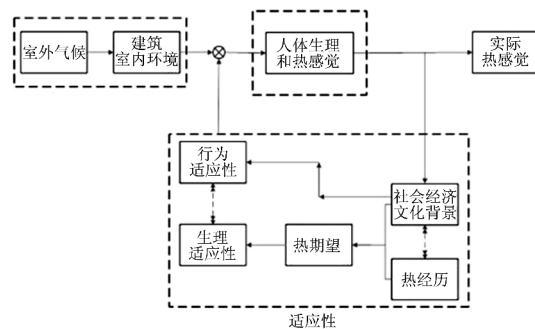 室外气候
建筑
室内环境
人体生理
和热感觉
实际
热感觉
行为
适应性
社会经济
文化背景
生理
适应性
热期望
热经历
适应性